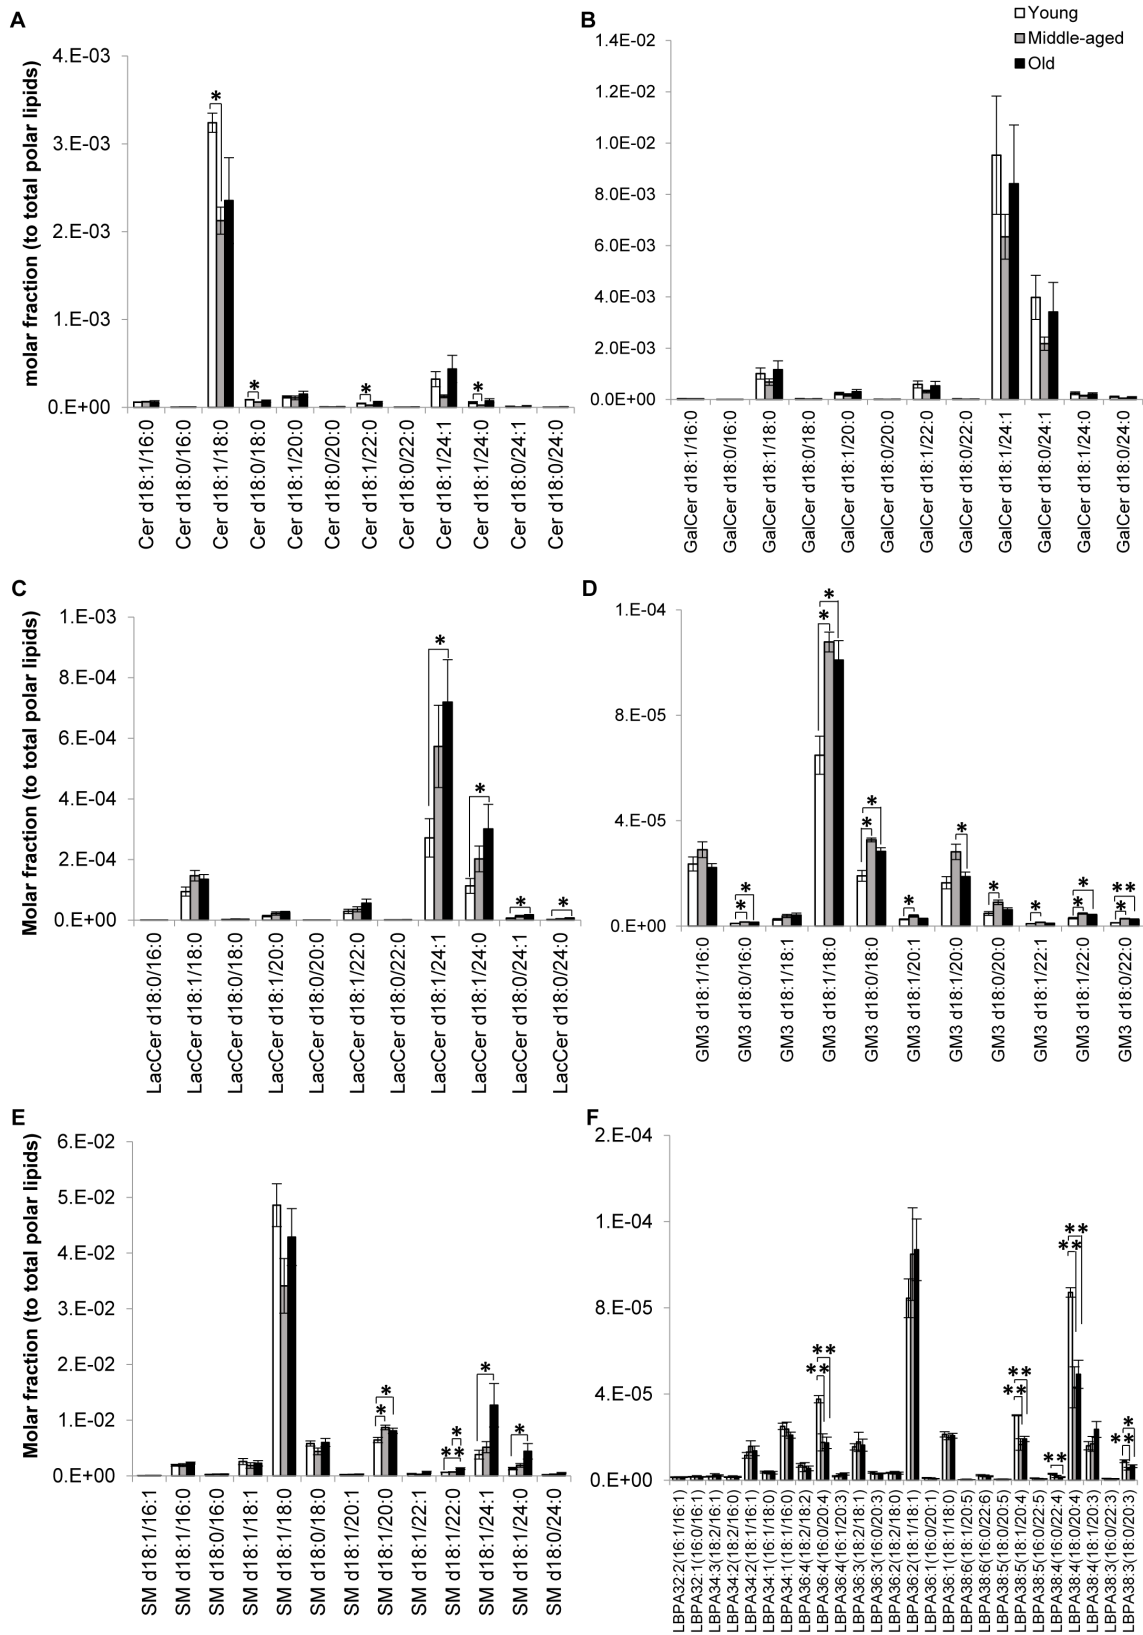 A
molar fraction (to total polar lipids)
4.E-03
3.E-03
2.E-03
1.E-03
0.E+00
*
*
*
*
Cer d18:1/16:0
Cer d18:0/16:0
Cer d18:1/18:0
Cer d18:0/18:0
Cer d18:1/20:0
Cer d18:0/20:0
Cer d18:1/22:0
Cer d18:0/22:0
Cer d18:1/24:1
Cer d18:1/24:0
Cer d18:0/24:1
Cer d18:0/24:0
B
Young
Middle-aged
Old
1.4E-02
1.2E-02
1.0E-02
8.0E-03
6.0E-03
4.0E-03
2.0E-03
0.0E+00
GalCer d18:1/16:0
GalCer d18:0/16:0
GalCer d18:1/18:0
GalCer d18:0/18:0
GalCer d18:1/20:0
GalCer d18:0/20:0
GalCer d18:1/22:0
GalCer d18:0/22:0
GalCer d18:1/24:1
GalCer d18:0/24:1
GalCer d18:1/24:0
GalCer d18:0/24:0
C
Molar fraction (to total polar lipids)
1.E-03
8.E-04
6.E-04
4.E-04
2.E-04
0.E+00
*
*
*
*
LacCer d18:0/16:0
LacCer d18:1/18:0
LacCer d18:0/18:0
LacCer d18:1/20:0
LacCer d18:0/20:0
LacCer d18:1/22:0
LacCer d18:0/22:0
LacCer d18:1/24:1
LacCer d18:1/24:0
LacCer d18:0/24:1
LacCer d18:0/24:0
D
1.E-04
8.E-05
4.E-05
0.E+00
*
*
*
*
*
*
*
*
*
*
*
*
*
**
*
GM3 d18:1/16:0
GM3 d18:0/16:0
GM3 d18:1/18:1
GM3 d18:1/18:0
GM3 d18:0/18:0
GM3 d18:1/20:1
GM3 d18:1/20:0
GM3 d18:0/20:0
GM3 d18:1/22:1
GM3 d18:1/22:0
GM3 d18:0/22:0
E
Molar fraction (to total polar lipids)
6.E-02
5.E-02
4.E-02
3.E-02
2.E-02
1.E-02
0.E+00
*
*
*
**
*
*
SM d18:1/16:1
SM d18:1/16:0
SM d18:0/16:0
SM d18:1/18:1
SM d18:1/18:0
SM d18:0/18:0
SM d18:1/20:1
SM d18:1/20:0
SM d18:1/22:1
SM d18:1/22:0
SM d18:1/24:1
SM d18:1/24:0
SM d18:0/24:0
F
2.E-04
1.E-04
8.E-05
4.E-05
0.E+00
**
**
**
**
**
**
**
*
**
LBPA32:2(16:1/16:1)
LBPA32:1(16:0/16:1)
LBPA34:3(18:2/16:1)
LBPA34:2(18:2/16:0)
LBPA34:2(18:1/16:1)
LBPA34:1(16:1/18:0)
LBPA34:1(18:1/16:0)
LBPA36:4(18:2/18:2)
LBPA36:4(16:0/20:4)
LBPA36:4(16:1/20:3)
LBPA36:3(18:2/18:1)
LBPA36:3(16:0/20:3)
LBPA36:2(18:2/18:0)
LBPA36:2(18:1/18:1)
LBPA36:1(16:0/20:1)
LBPA36:1(18:1/18:0)
LBPA38:6(18:1/20:5)
LBPA38:6(16:0/22:6)
LBPA38:5(18:0/20:5)
LBPA38:5(18:1/20:4)
LBPA38:5(16:0/22:5)
LBPA38:4(16:0/22:4)
LBPA38:4(18:0/20:4)
LBPA38:4(18:1/20:3)
LBPA38:3(16:0/22:3)
LBPA38:3(18:0/20:3)